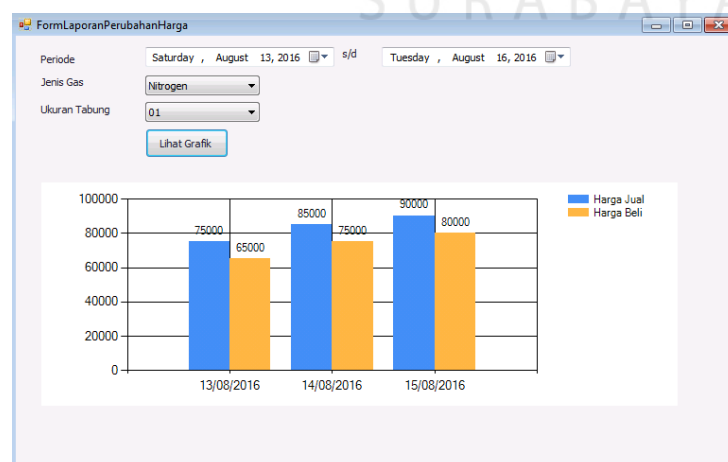 SURABAYA
FormLaporanPerubahanHarga
Periode
Saturday , August 13, 2016
s/d
Tuesday , August 16, 2016
Jenis Gas
Nitrogen
Ukuran Tabung
01
Lihat Grafik
100000
80000
60000
40000
20000
0
75000
65000
85000
75000
90000
80000
13/08/2016
14/08/2016
15/08/2016
Harga Jual
Harga Beli